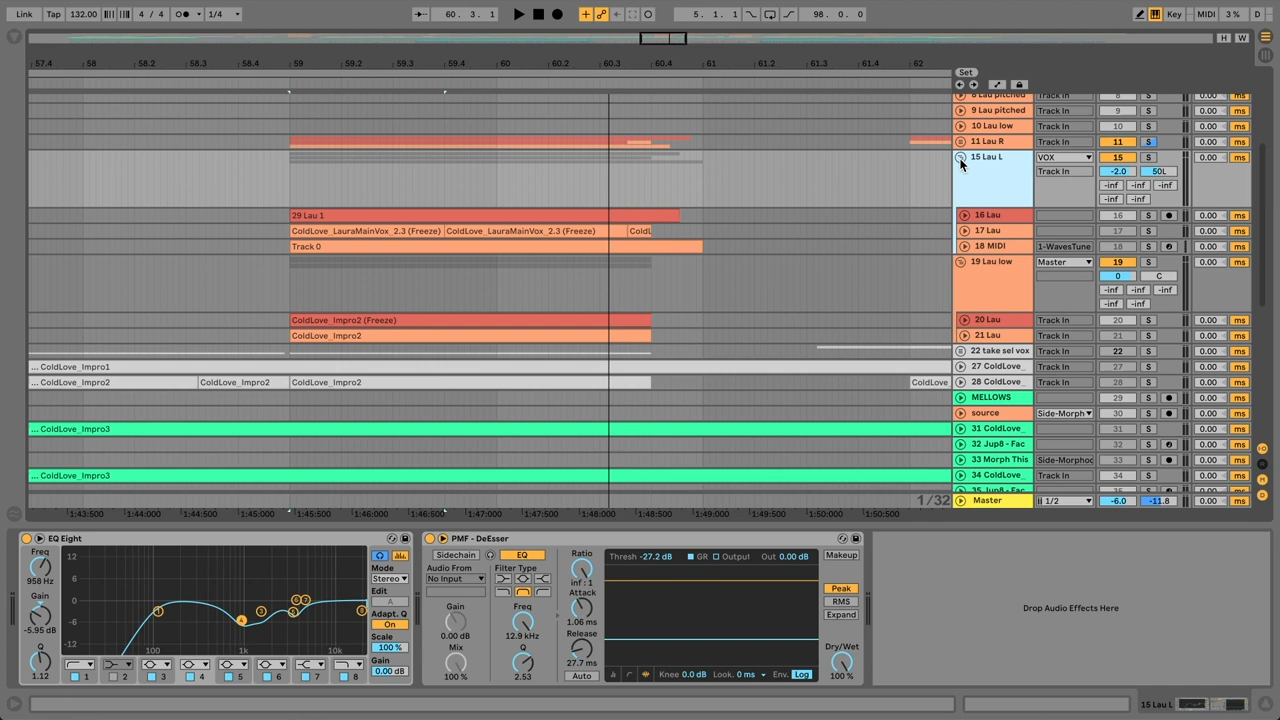 Link Tap 132.00 4 / 4 1/4 60. 3. 1 5. 1. 1 98. 0. 0 Key MIDI 3 % D
H W
57.4 58 58.2 58.3 58.4 59 59.2 59.3 59.4 60 60.2 60.3 60.4 61 61.2 61.3 61.4 62
Set
8 Lau pitched Track In 8 S 0.00 ms
9 Lau pitched Track In 9 S 0.00 ms
10 Lau low Track In 10 S 0.00 ms
11 Lau R Track In 11 S 0.00 ms
15 Lau L VOX 15 S 0.00 ms
Track In -2.0 50L
-inf -inf -inf
-inf -inf
29 Lau 1 16 Lau 16 S 0.00 ms
ColdLove_LauraMainVox_2.3 (Freeze) ColdLove_LauraMainVox_2.3 (Freeze) ColdL 17 Lau 17 S 0.00 ms
Track 0 18 MIDI 1-WavesTune 18 S 0.00 ms
19 Lau low Master 19 S 0.00 ms
0 C
-inf -inf -inf
-inf -inf
ColdLove_Impro2 (Freeze) 20 Lau Track In 20 S 0.00 ms
ColdLove_Impro2 21 Lau Track In 21 S 0.00 ms
22 take sel vox Track In 22 S 0.00 ms
... ColdLove_Impro1 27 ColdLove_ Track In 27 S 0.00 ms
... ColdLove_Impro2 ColdLove_Impro2 ColdLove_Impro2 ColdLove 28 ColdLove_ Track In 28 S 0.00 ms
MELLOWS 29 S 0.00 ms
source Side-Morph 30 S 0.00 ms
... ColdLove_Impro3 31 ColdLove_ 31 S 0.00 ms
32 Jup8 - Fac 32 S 0.00 ms
33 Morph This Side-Morphod 33 S 0.00 ms
... ColdLove_Impro3 34 ColdLove_ Track In 34 S 0.00 ms
35 Jup8 - Fac
1/32 Master 1/2 -6.0 -11.8
1:43:500 1:44:000 1:44:500 1:45:500 1:46:000 1:46:500 1:47:000 1:47:500 1:48:000 1:48:500 1:49:000 1:50:000 1:50:500
EQ Eight
Freq
958 Hz
Gain
-5.95 dB
Q
1.12
12
6
0
-6
-12
100 1k 10k
1 2 3 4 5 6 7 8
Mode
Stereo
Edit
A
Adapt. Q
On
Scale
100 %
Gain
0.00 dB
PMF - DeEsser
Sidechain EQ
Audio From Filter Type
No Input
Gain Freq
0.00 dB 12.9 kHz
Mix Q
100 % 2.53
Ratio
inf : 1
Attack
1.06 ms
Release
27.7 ms
Auto
Thresh -27.2 dB GR Output Out 0.00 dB
Knee 0.0 dB Look. 0 ms Env. Log
Makeup
Peak
RMS
Expand
Dry/Wet
100 %
Drop Audio Effects Here
15 Lau L